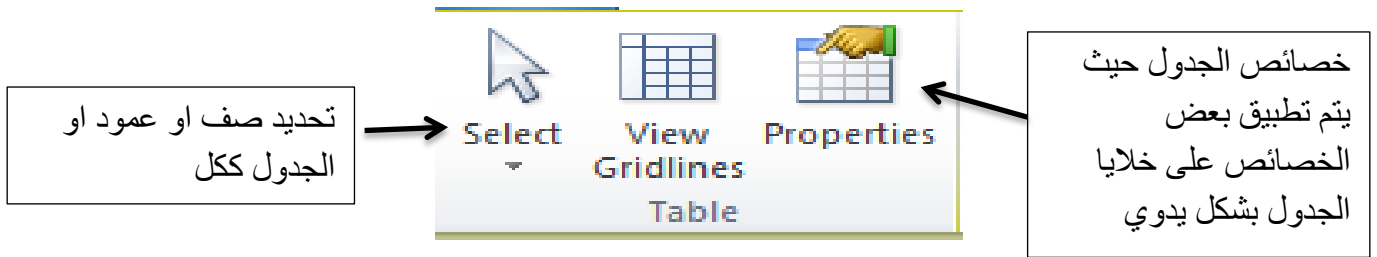 تحديد صف او عمود او
الجدول ككل
Select
View
Gridlines
Properties
Table
خصائص الجدول حيث
يتم تطبيق بعض
الخصائص على خلايا
الجدول بشكل يدوي